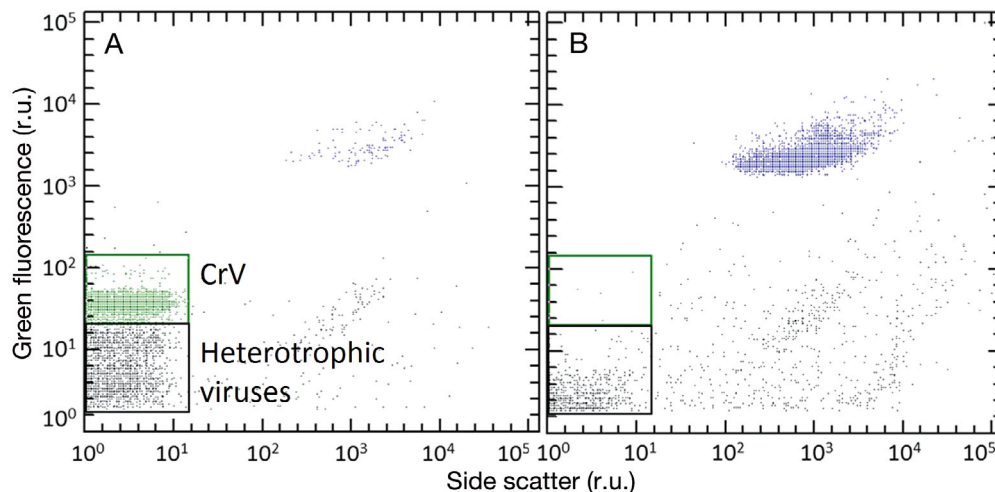 A
B
10⁵
10⁴
10³
10²
10¹
10⁰
Green fluorescence (r.u.)
CrV
Heterotrophic
viruses
10⁰ 10¹ 10² 10³ 10⁴ 10⁵
10⁰ 10¹ 10² 10³ 10⁴ 10⁵
Side scatter (r.u.)